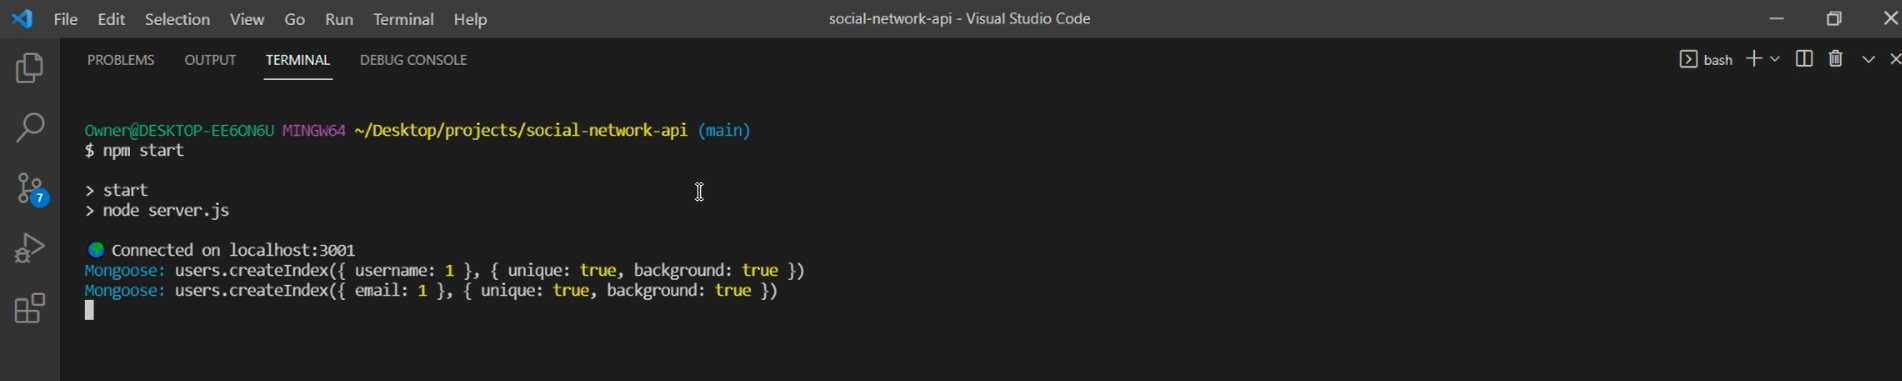 File Edit Selection View Go Run Terminal Help social-network-api - Visual Studio Code
PROBLEMS OUTPUT TERMINAL DEBUG CONSOLE bash
Owner@DESKTOP-EE6ON6U MINGW64 ~/Desktop/projects/social-network-api (main)
$ npm start
> start
> node server.js
Connected on localhost:3001
Mongoose: users.createIndex({ username: 1 }, { unique: true, background: true })
Mongoose: users.createIndex({ email: 1 }, { unique: true, background: true })
7